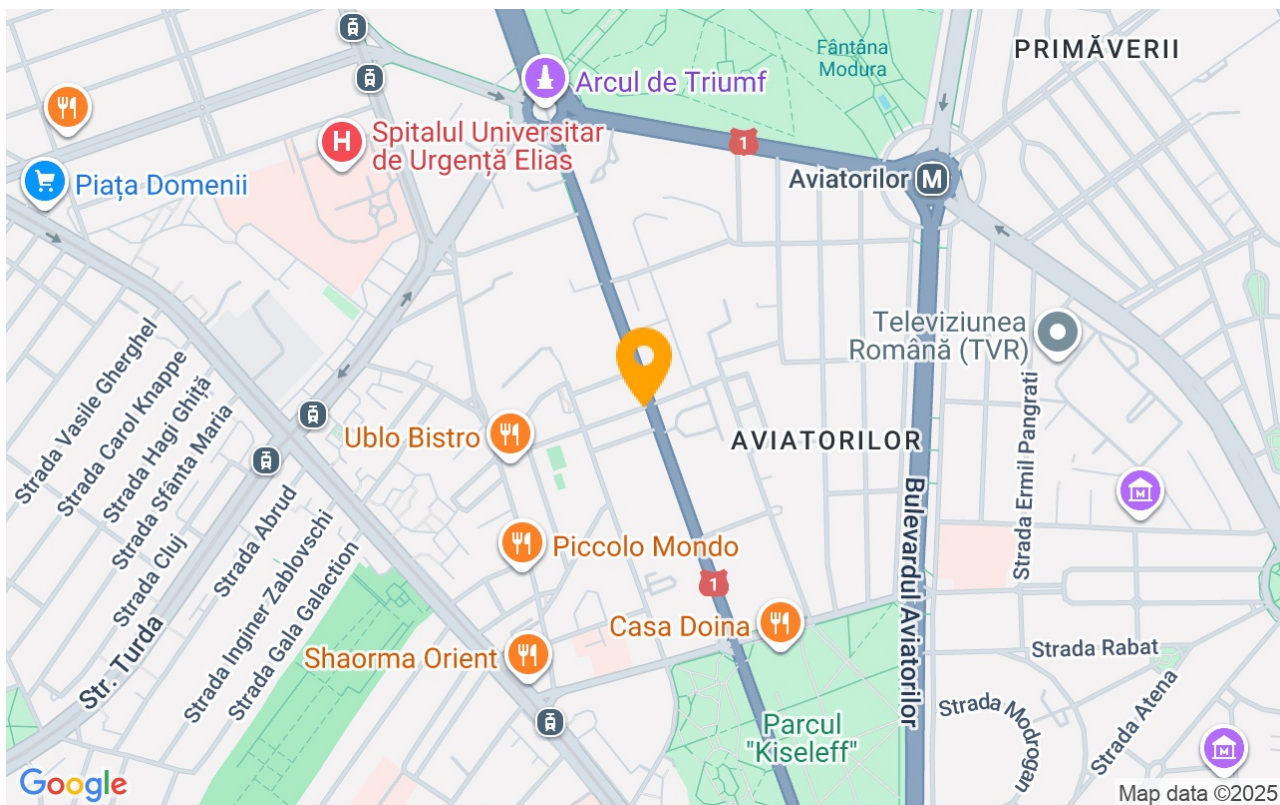 PRIMĂVERII
Fântâna
Modura
Arcul de Triumf
1
H
Spitalul Universitar
de Urgență Elias
Piața Domenii
Aviatorilor
M
Televiziunea
Română (TVR)
Strada Vasile Gherghel
Strada Carol Knappe
Strada Hagi Ghiță
Strada Sfânta Maria
Strada Cluj
Strada Abrud
Str. Turda
Strada Inginer Zablovschi
Strada Gala Galaction
Ublo Bistro
AVIATORILOR
Strada Ermil Pangrati
Bulevardul Aviatorilor
Piccolo Mondo
1
Casa Doina
Shaorma Orient
Strada Rabat
Strada Modrogan
Strada Atena
Parcul
"Kiseleff"
Google
Map data ©2025